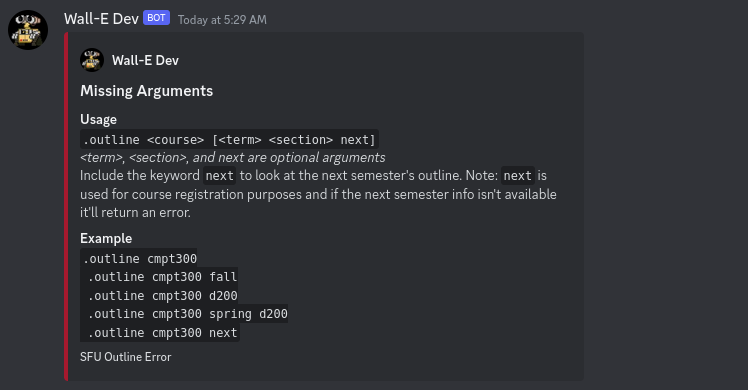 Wall-E Dev BOT Today at 5:29 AM
Wall-E Dev
Missing Arguments
Usage
.outline <course> [<term> <section> next]
<term>, <section>, and next are optional arguments
Include the keyword next to look at the next semester's outline. Note: next is
used for course registration purposes and if the next semester info isn't available
it'll return an error.
Example
.outline cmpt300
.outline cmpt300 fall
.outline cmpt300 d200
.outline cmpt300 spring d200
.outline cmpt300 next
SFU Outline Error